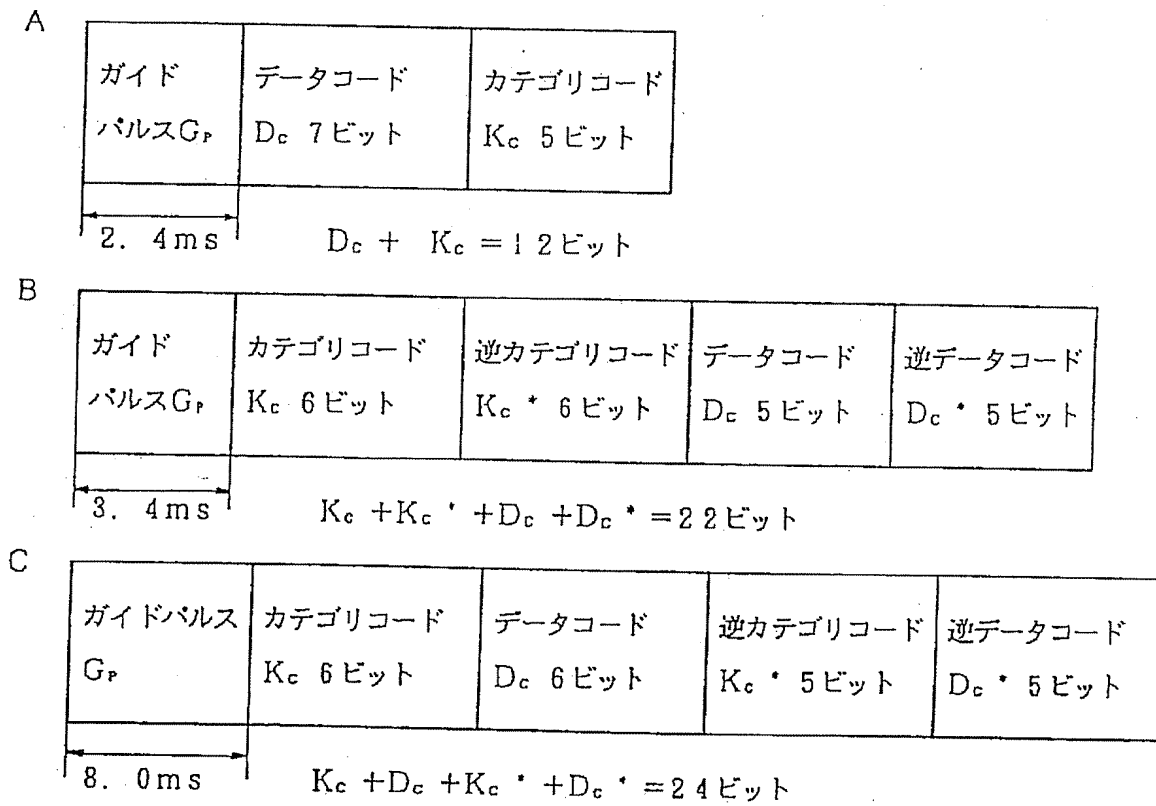 A
ガイド
パルスGP
データコード
Dc 7ビット
カテゴリコード
Kc 5ビット
2. 4ms
Dc + Kc =12ビット
B
ガイド
パルスGP
カテゴリコード
Kc 6ビット
逆カテゴリコード
Kc * 6ビット
データコード
Dc 5ビット
逆データコード
Dc * 5ビット
3. 4ms
Kc +Kc * +Dc +Dc * =22ビット
C
ガイドパルス
GP
カテゴリコード
Kc 6ビット
データコード
Dc 6ビット
逆カテゴリコード
Kc * 5ビット
逆データコード
Dc * 5ビット
8. 0ms
Kc +Dc +Kc * +Dc * =24ビット